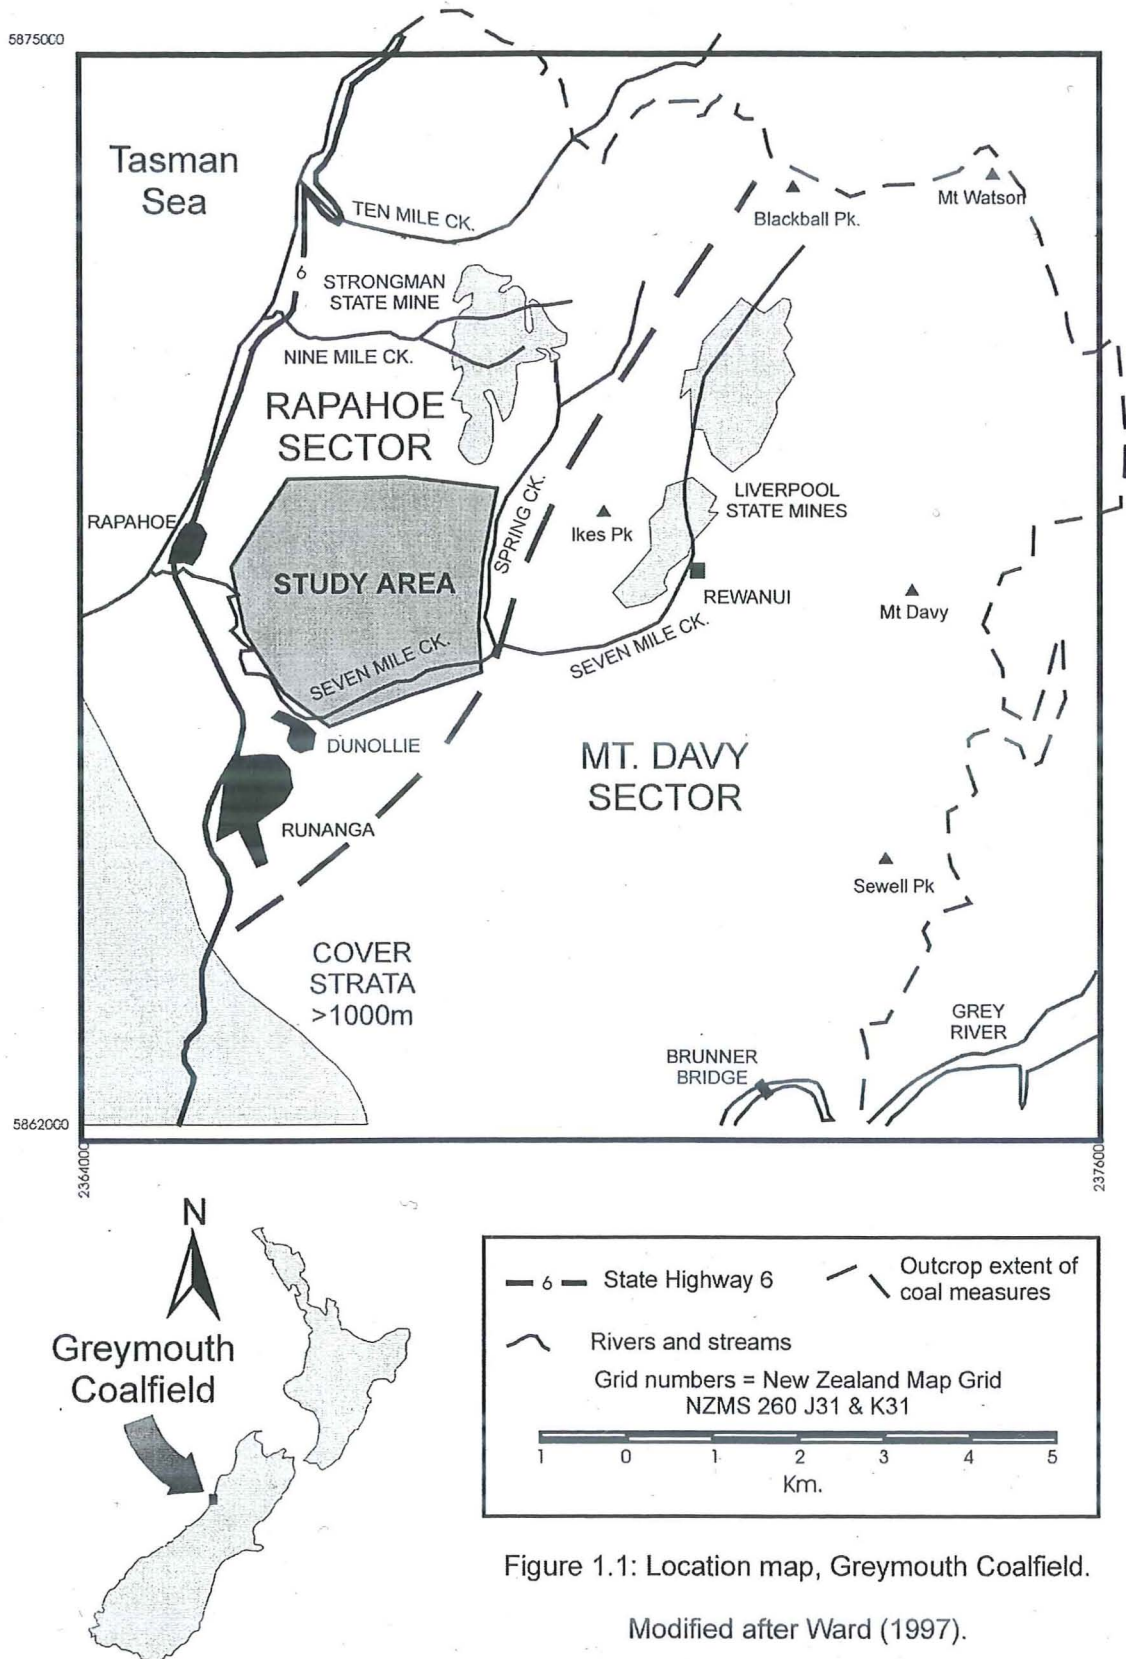 5875000
Tasman
Sea
TEN MILE CK.
Blackball Pk.
Mt Watson
6
STRONGMAN
STATE MINE
NINE MILE CK.
RAPAHOE
SECTOR
SPRING CK.
LIVERPOOL
STATE MINES
RAPAHOE
Ikes Pk
STUDY AREA
REWANUI
Mt Davy
SEVEN MILE CK.
SEVEN MILE CK.
DUNOLLIE
MT. DAVY
SECTOR
RUNANGA
Sewell Pk
COVER
STRATA
>1000m
GREY
RIVER
BRUNNER
BRIDGE
5862000
2364000
237600
N
Greymouth
Coalfield
6 State Highway 6
Outcrop extent of
coal measures
Rivers and streams
Grid numbers = New Zealand Map Grid
NZMS 260 J31 & K31
1 0 1 2 3 4 5
Km.
Figure 1.1: Location map, Greymouth Coalfield.
Modified after Ward (1997).